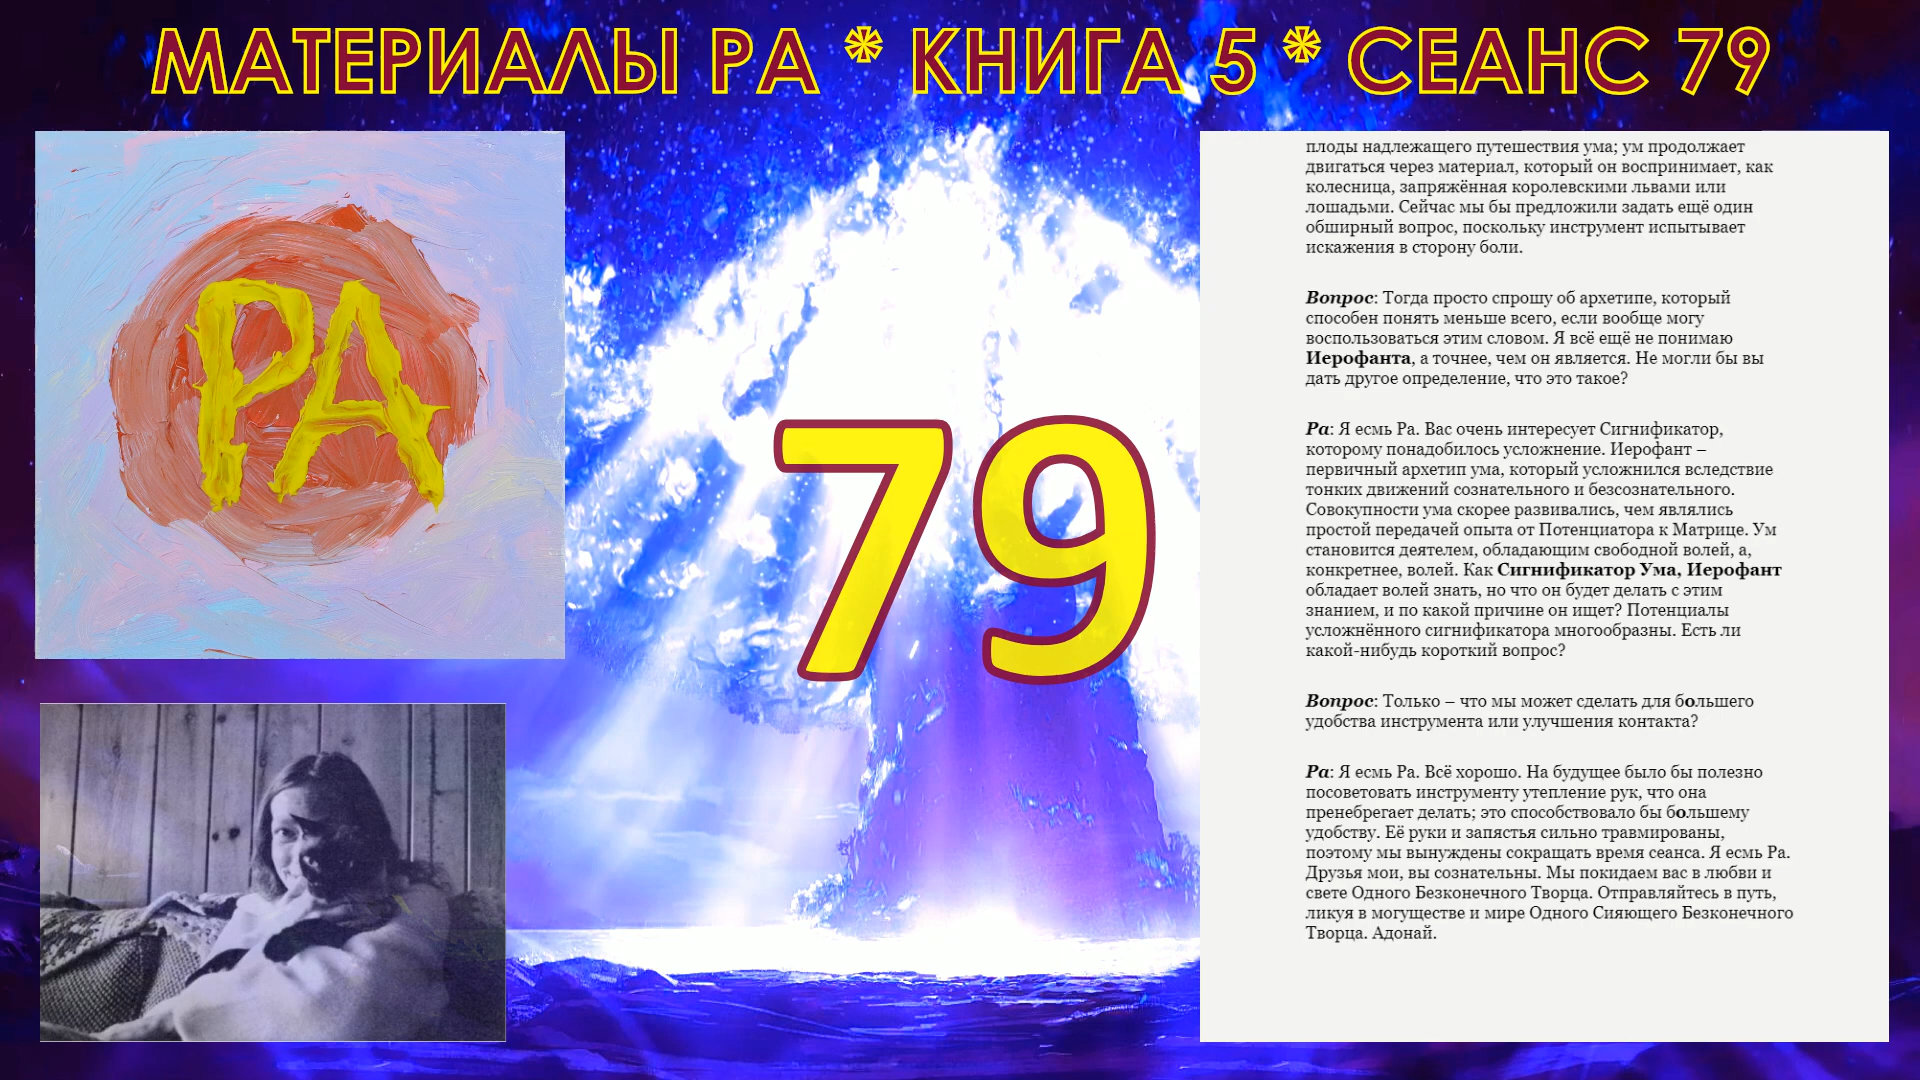 МАТЕРИАЛЫ РА * КНИГА 5 * СЕАНС 79
РА
79
плоды надлежащего путешествия ума; ум продолжает
двигаться через материал, который он воспринимает, как
колесница, запряжённая королевскими львами или
лошадьми. Сейчас мы бы предложили задать ещё один
обширный вопрос, поскольку инструмент испытывает
искажения в сторону боли.
Вопрос: Тогда просто спрошу об архетипе, который
способен понять меньше всего, если вообще могу
воспользоваться этим словом. Я всё ещё не понимаю
Иерофанта, а точнее, чем он является. Не могли бы вы
дать другое определение, что это такое?
Ра: Я есмь Ра. Вас очень интересует Сигнификатор,
которому понадобилось усложнение. Иерофант –
первичный архетип ума, который усложнился вследствие
тонких движений сознательного и безсознательного.
Совокупности ума скорее развивались, чем являлись
простой передачей опыта от Потенциатора к Матрице. Ум
становится деятелем, обладающим свободной волей, а,
конкретнее, волей. Как Сигнификатор Ума, Иерофант
обладает волей знать, но что он будет делать с этим
знанием, и по какой причине он ищет? Потенциалы
усложнённого сигнификатора многообразны. Есть ли
какой-нибудь короткий вопрос?
Вопрос: Только – что мы может сделать для большего
удобства инструмента или улучшения контакта?
Ра: Я есмь Ра. Всё хорошо. На будущее было бы полезно
посоветовать инструменту утепление рук, что она
пренебрегает делать; это способствовало бы большему
удобству. Её руки и запястья сильно травмированы,
поэтому мы вынуждены сокращать время сеанса. Я есмь Ра.
Друзья мои, вы сознательны. Мы покидаем вас в любви и
свете Одного Безконечного Творца. Отправляйтесь в путь,
ликуя в могуществе и мире Одного Сияющего Безконечного
Творца. Адонай.